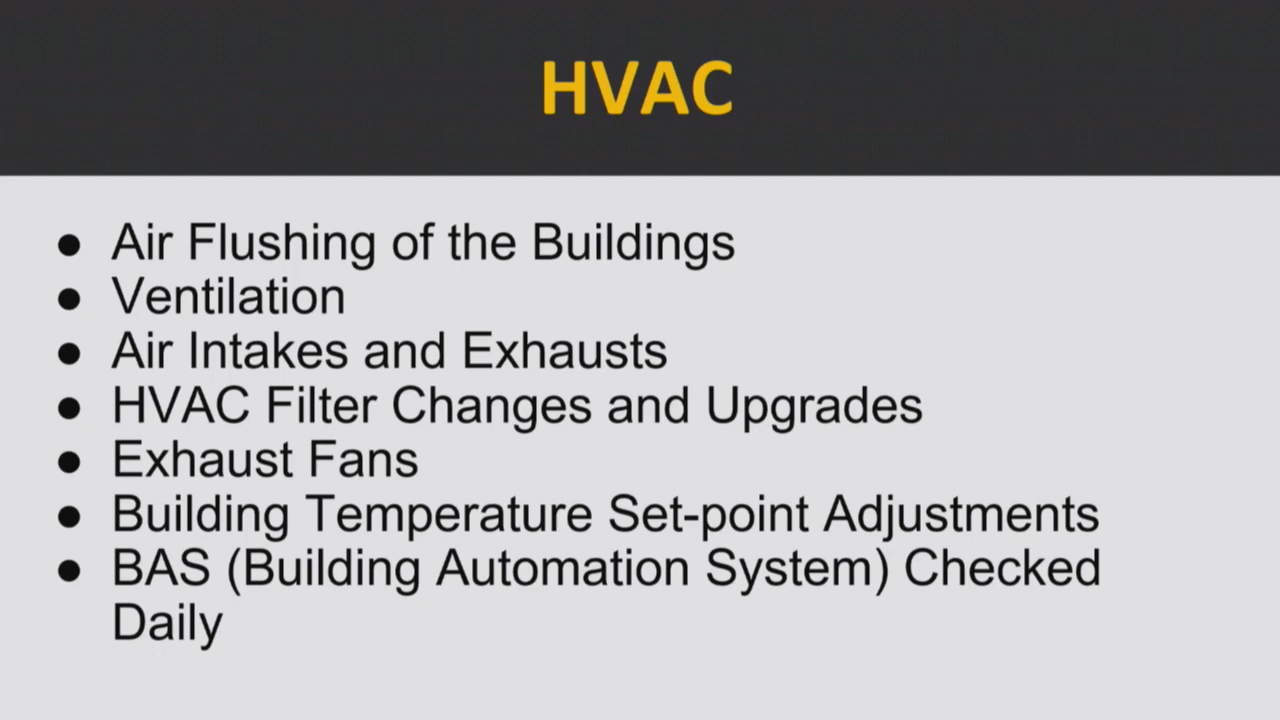 HVAC
● Air Flushing of the Buildings
● Ventilation
● Air Intakes and Exhausts
● HVAC Filter Changes and Upgrades
● Exhaust Fans
● Building Temperature Set-point Adjustments
● BAS (Building Automation System) Checked
Daily